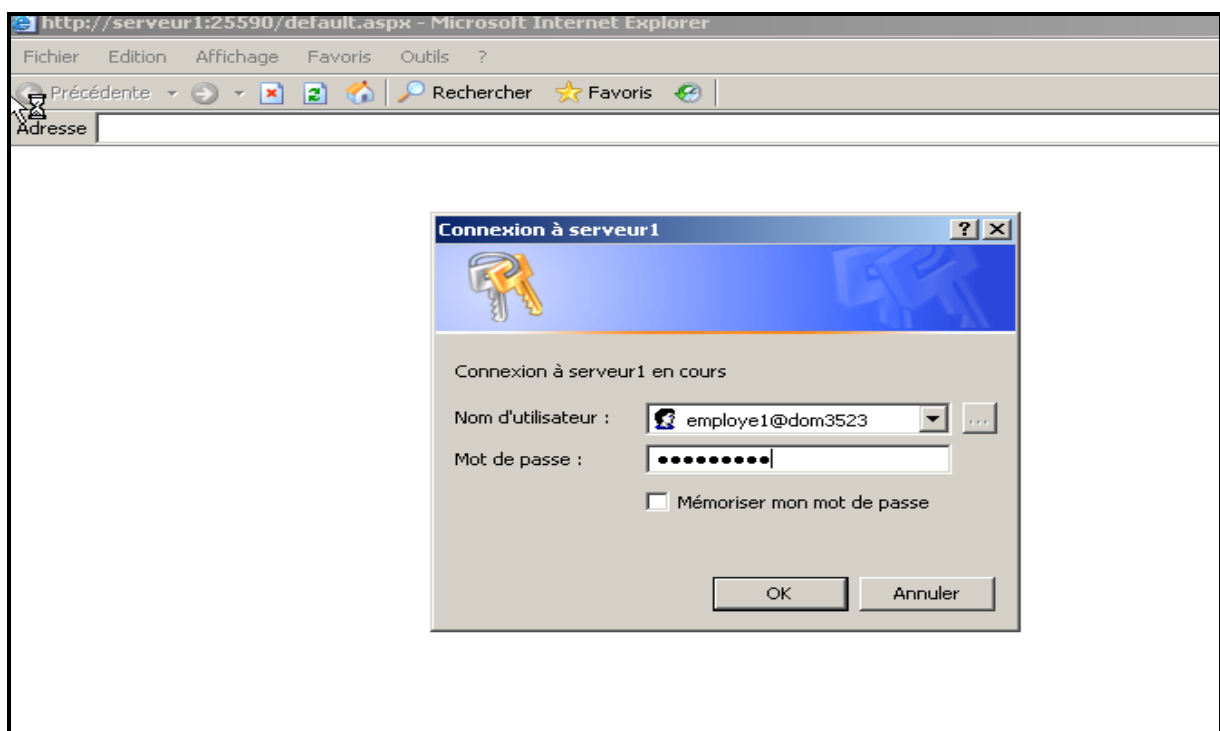 http://serveur1:25590/default.aspx - Microsoft Internet Explorer
Fichier Edition Affichage Favoris Outils ?
Précédente Rechercher Favoris
Adresse
Connexion à serveur1
Connexion à serveur1 en cours
Nom d'utilisateur : employe1@dom3523 ...
Mot de passe : •••••••••
Mémoriser mon mot de passe
OK Annuler